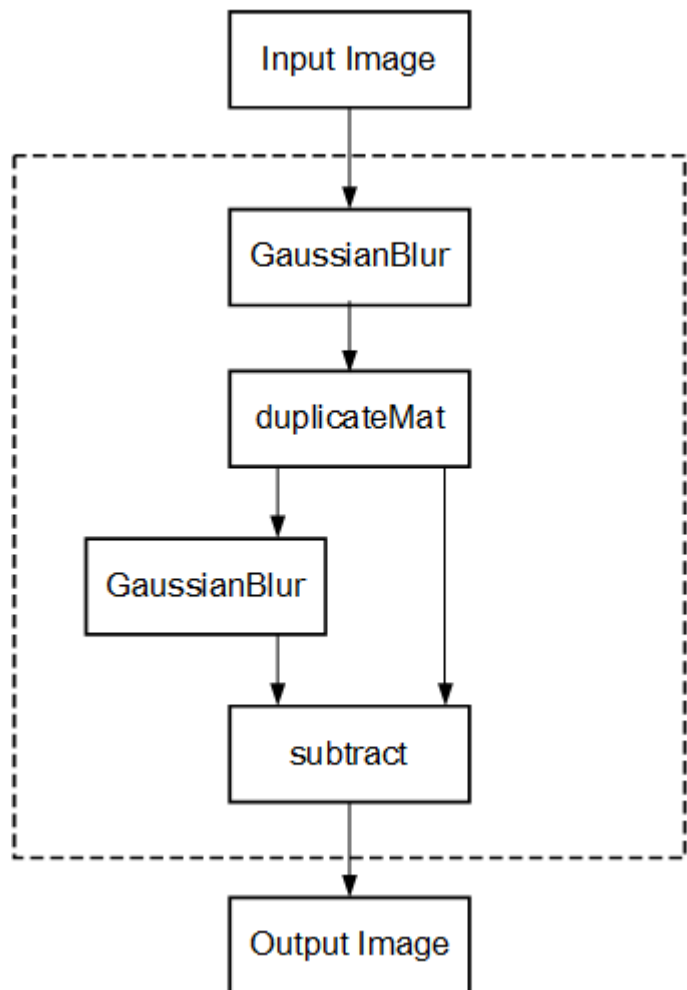 Input Image
GaussianBlur
duplicateMat
GaussianBlur
subtract
Output Image